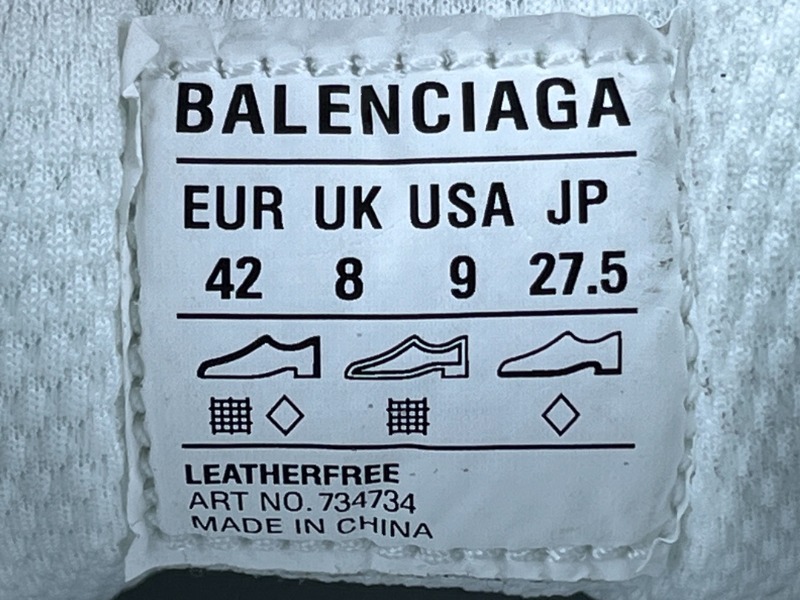 BALENCIAGA
EUR UK USA JP
42 8 9 27.5
LEATHERFREE
ART NO. 734734
MADE IN CHINA